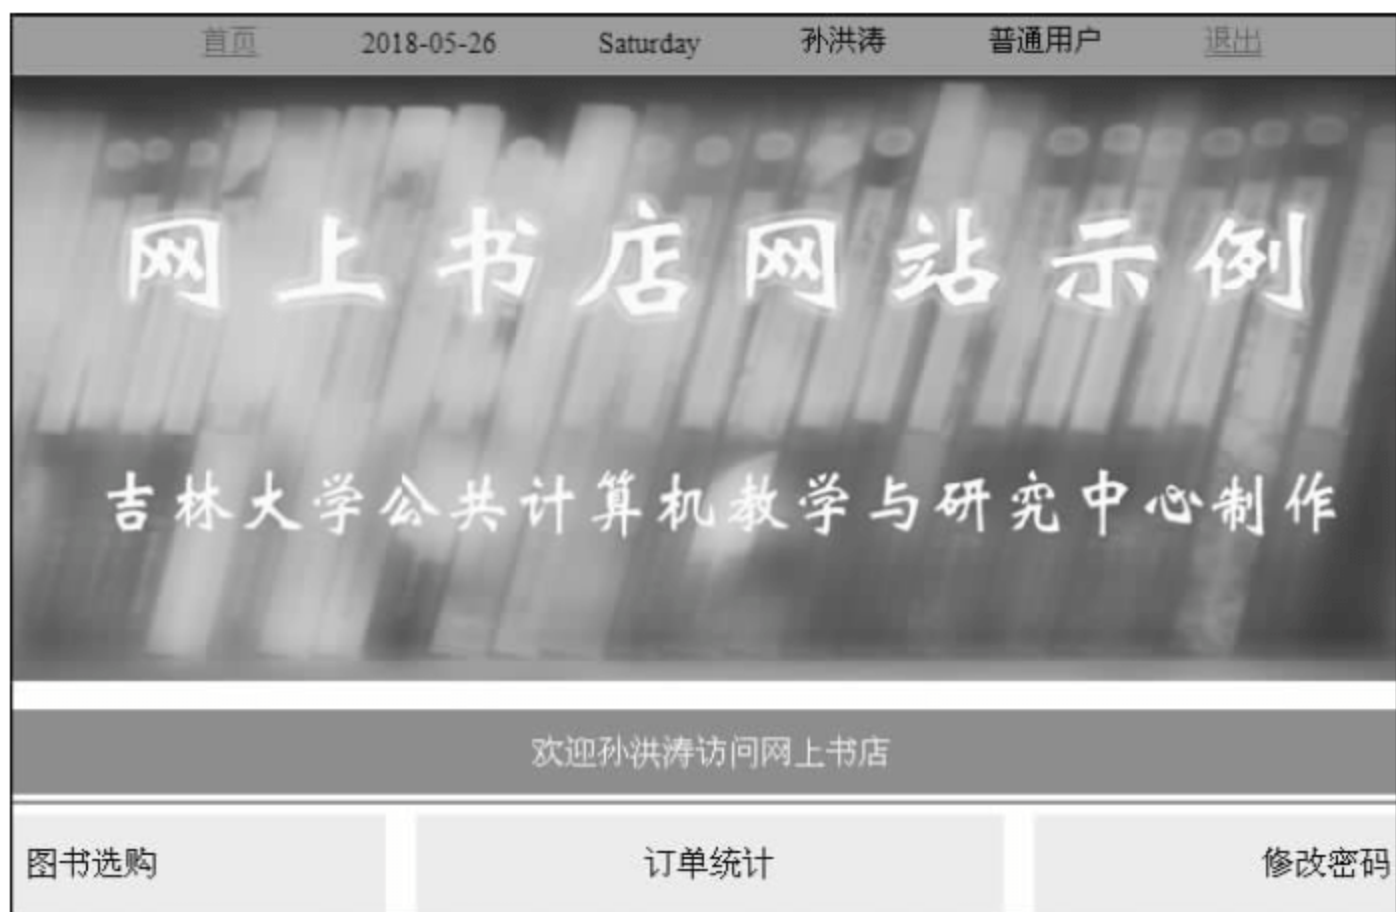 首页 2018-05-26 Saturday 孙洪涛 普通用户 退出
网上书店网站示例
吉林大学公共计算机教学与研究中心制作
欢迎孙洪涛访问网上书店
图书选购 订单统计 修改密码